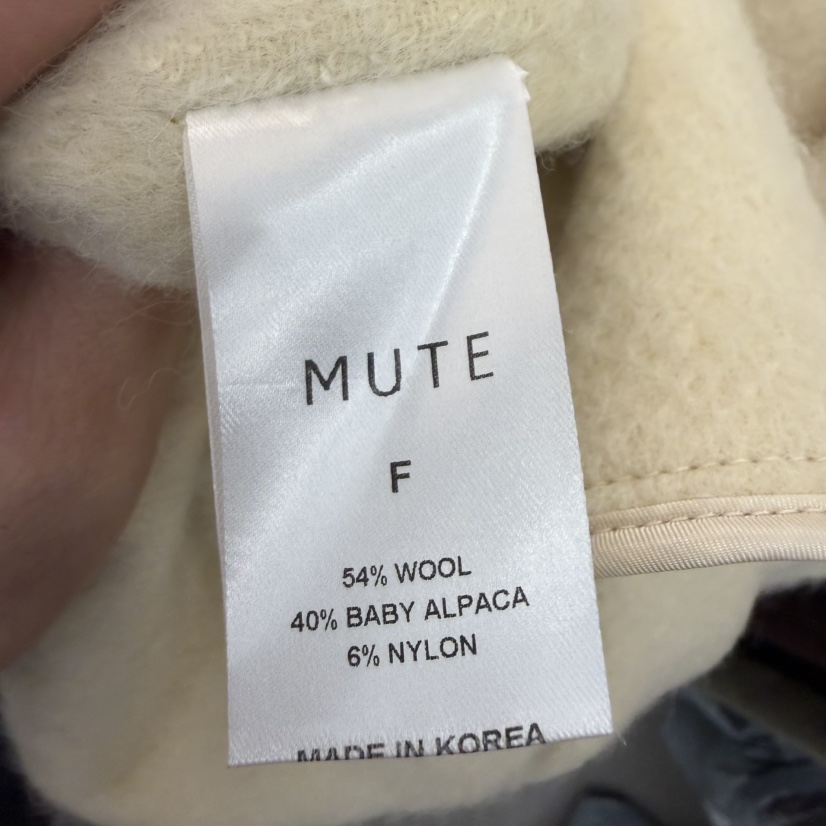 MUTE
F
54% WOOL
40% BABY ALPACA
6% NYLON
MADE IN KOREA